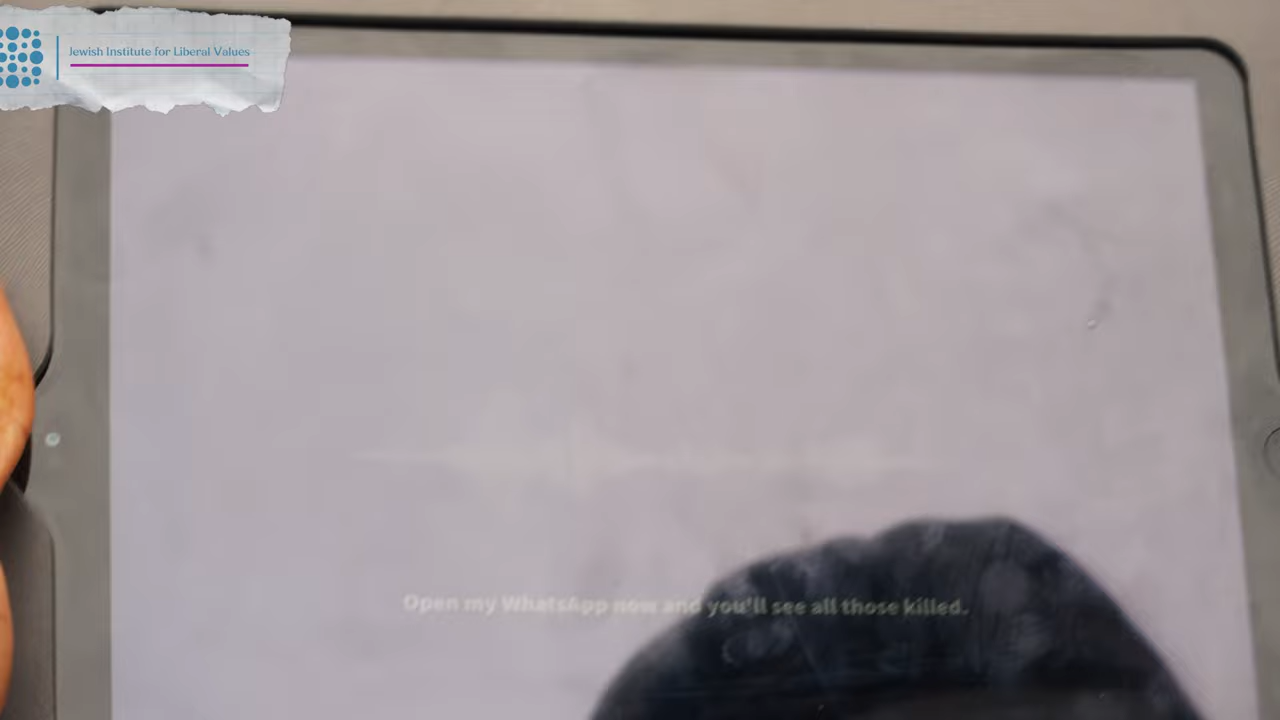 Jewish Institute for Liberal Values
Open my WhatsApp now and you'll see all those killed.